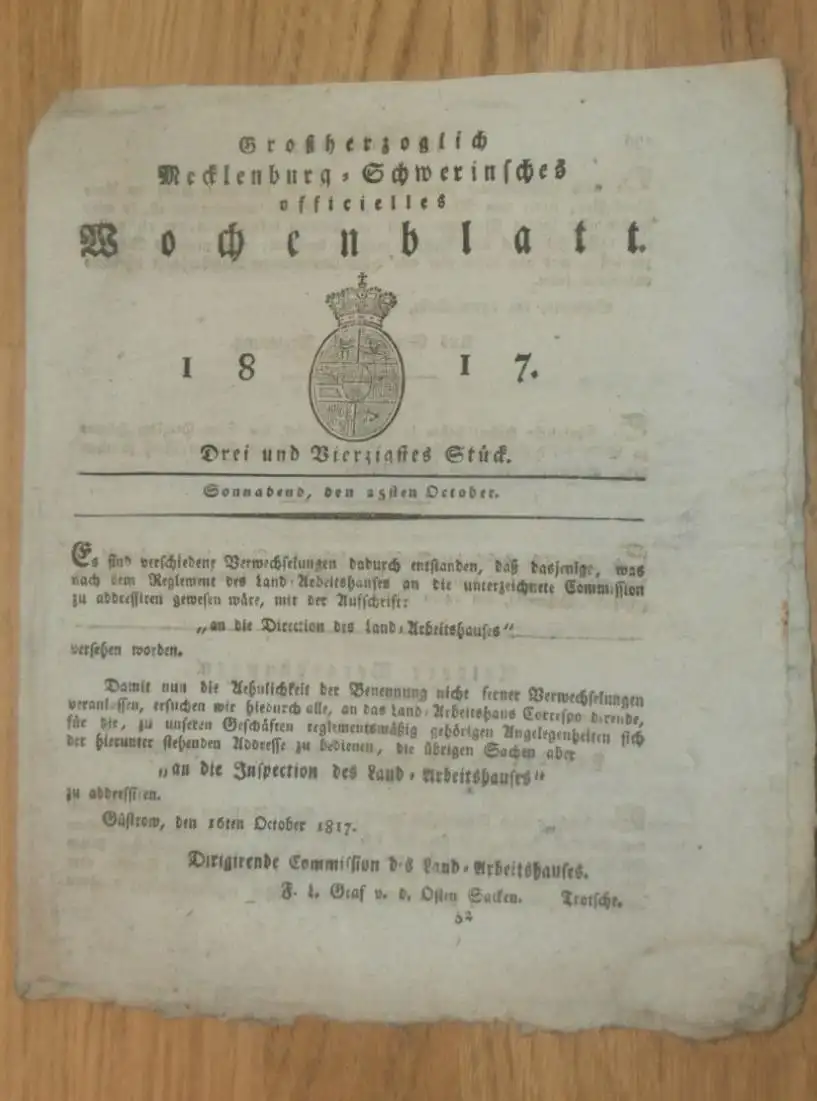 Großherzoglich
Mecklenburg-Schwerinsches
officielles
Wochenblatt.
1817.
Drei und Vierzigstes Stück.
Sonnabend, den 25sten October.
Es sind verschiedene Verwechselungen dadurch entstanden, daß dasjenige, was
nach dem Reglement des Land-Arbeitshauses an die unterzeichnete Commission
zu addressiren gewesen wäre, mit der Aufschrift:
„an die Direction des Land-Arbeitshauses“
versehen worden.
Damit nun die Aehnlichkeit der Benennung nicht ferner Verwechselungen
veranlassen, ersuchen wir hiedurch alle, an das Land-Arbeitshaus Correspondirende,
für die, zu unseren Geschäften reglementsmäßig gehörigen Angelegenheiten sich
der hierunter stehenden Addresse zu bedienen, die übrigen Sachen aber
„an die Inspection des Land-Arbeitshauses“
zu addressiren.
Güstrow, den 16ten October 1817.
Dirigirende Commission des Land-Arbeitshauses.
F. L. Graf v. d. Osten Sacken. Trotsche.
52